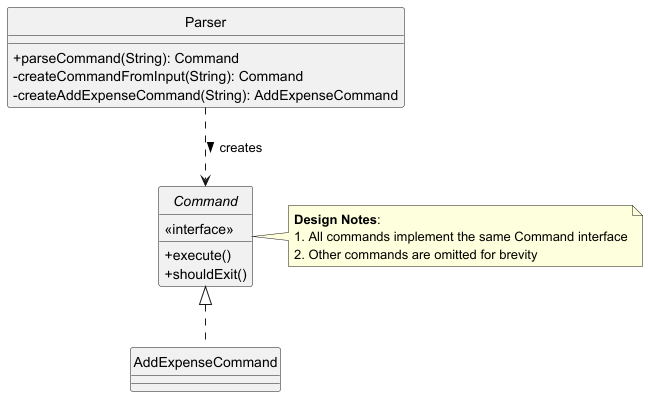 Parser
+parseCommand(String): Command
-createCommandFromInput(String): Command
-createAddExpenseCommand(String): AddExpenseCommand
creates
Command
«interface»
+execute()
+shouldExit()
Design Notes:
1. All commands implement the same Command interface
2. Other commands are omitted for brevity
AddExpenseCommand